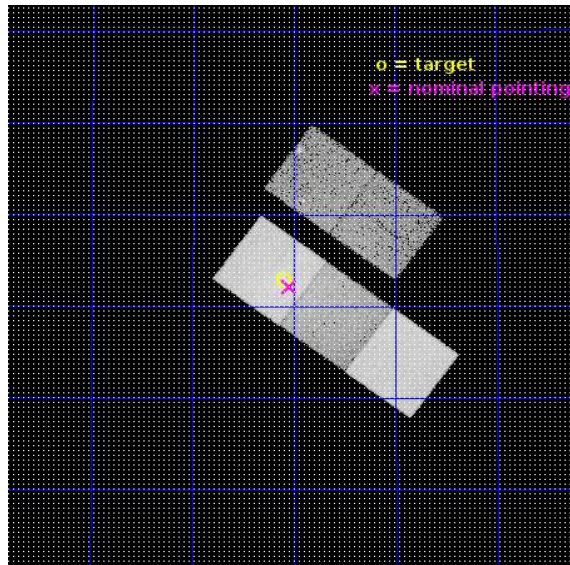 o = target
x = nominal pointing